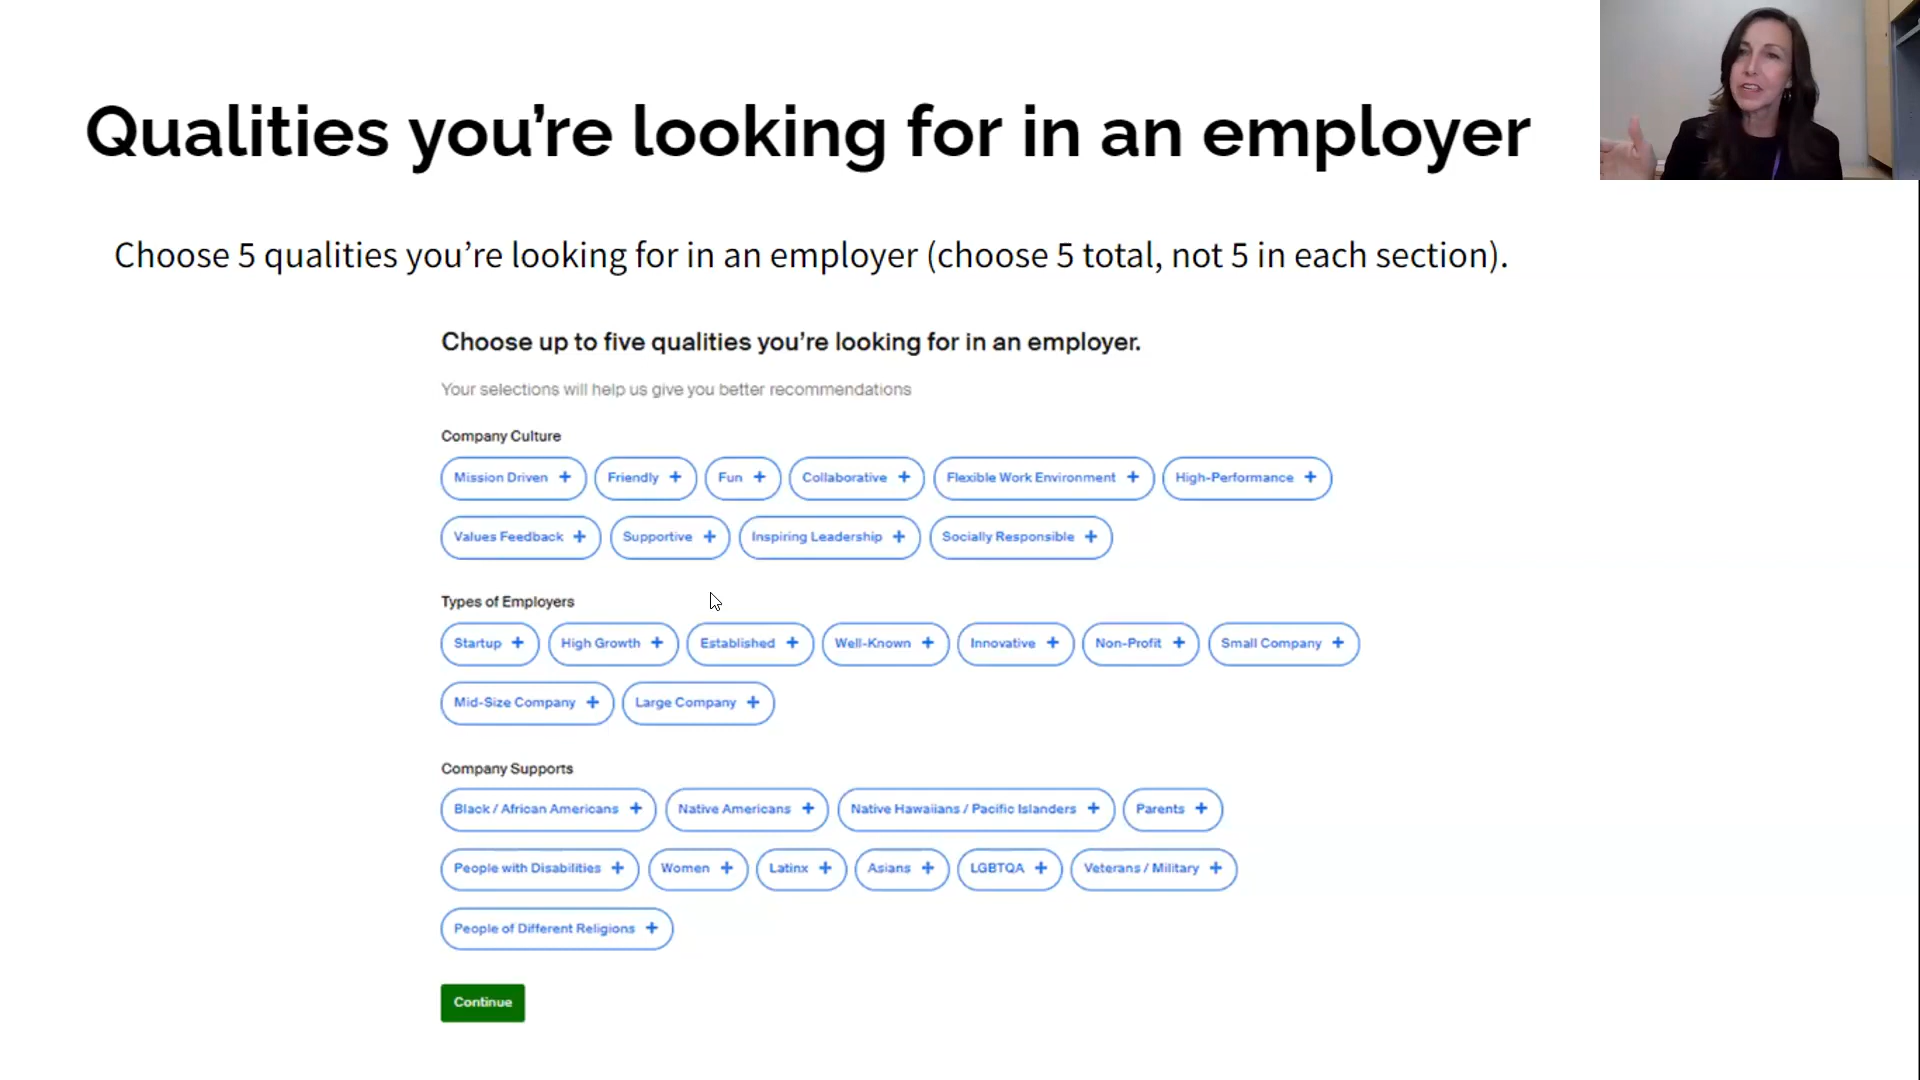 Qualities you’re looking for in an employer
Choose 5 qualities you’re looking for in an employer (choose 5 total, not 5 in each section).
Choose up to five qualities you’re looking for in an employer.
Your selections will help us give you better recommendations
Company Culture
Mission Driven + Friendly + Fun + Collaborative + Flexible Work Environment + High-Performance +
Values Feedback + Supportive + Inspiring Leadership + Socially Responsible +
Types of Employers
Startup + High Growth + Established + Well-Known + Innovative + Non-Profit + Small Company +
Mid-Size Company + Large Company +
Company Supports
Black / African Americans + Native Americans + Native Hawaiians / Pacific Islanders + Parents +
People with Disabilities + Women + Latinx + Asians + LGBTQA + Veterans / Military +
People of Different Religions +
Continue